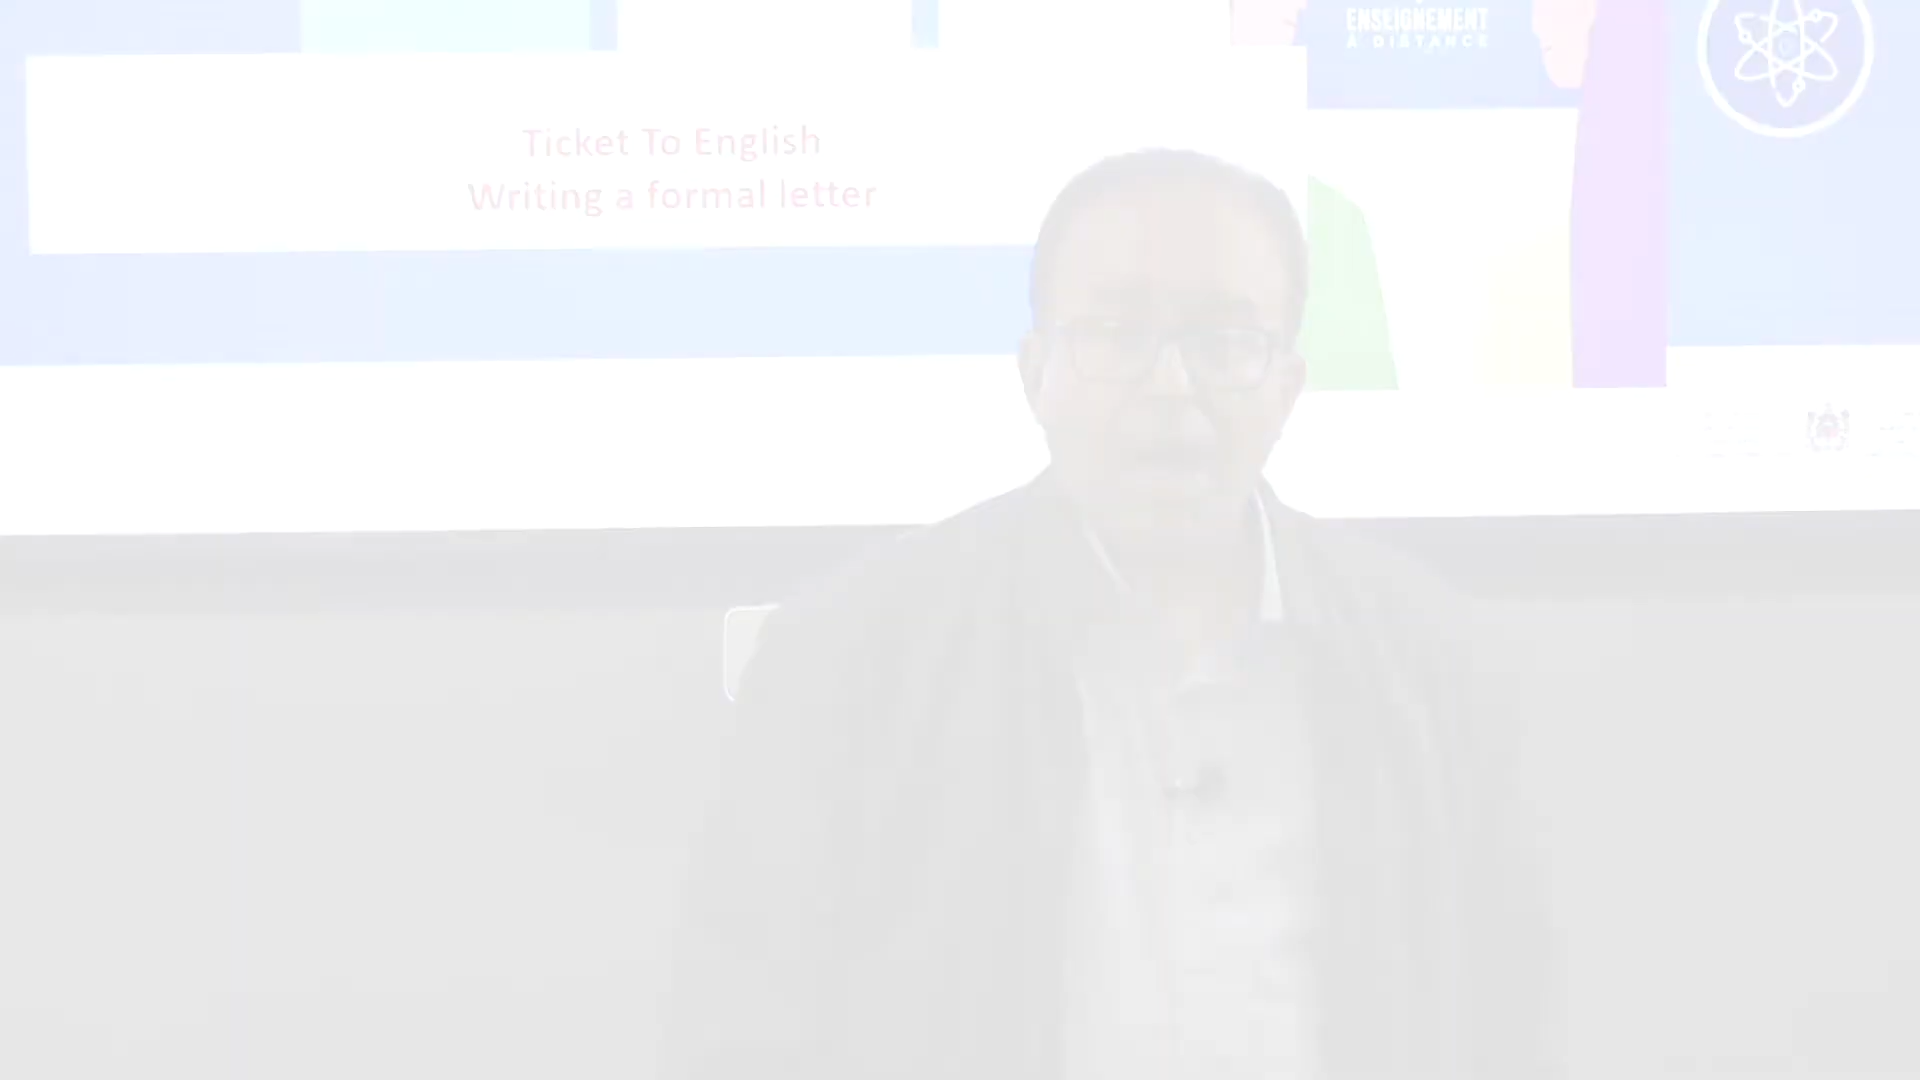 ENSEIGNEMENT
À DISTANCE
Ticket To English
Writing a formal letter